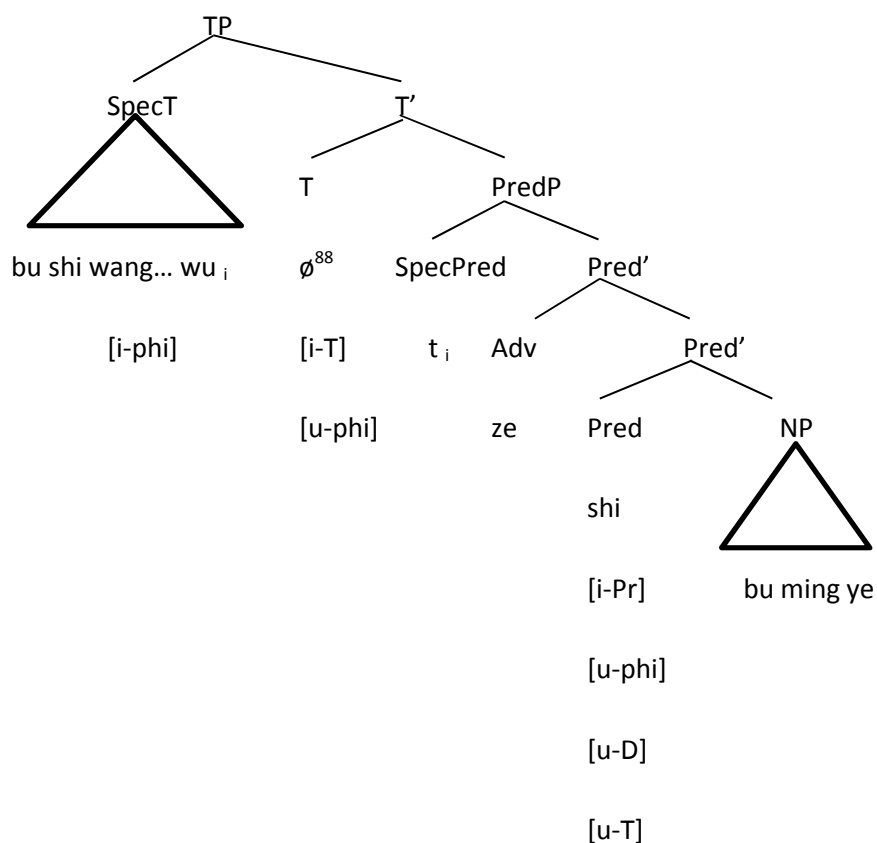 TP
SpecT T’
T PredP
bu shi wang… wu i ϕ88 SpecPred Pred’
[i-phi] [i-T] t i Adv Pred’
[u-phi] ze Pred NP
shi
[i-Pr] bu ming ye
[u-phi]
[u-D]
[u-T]